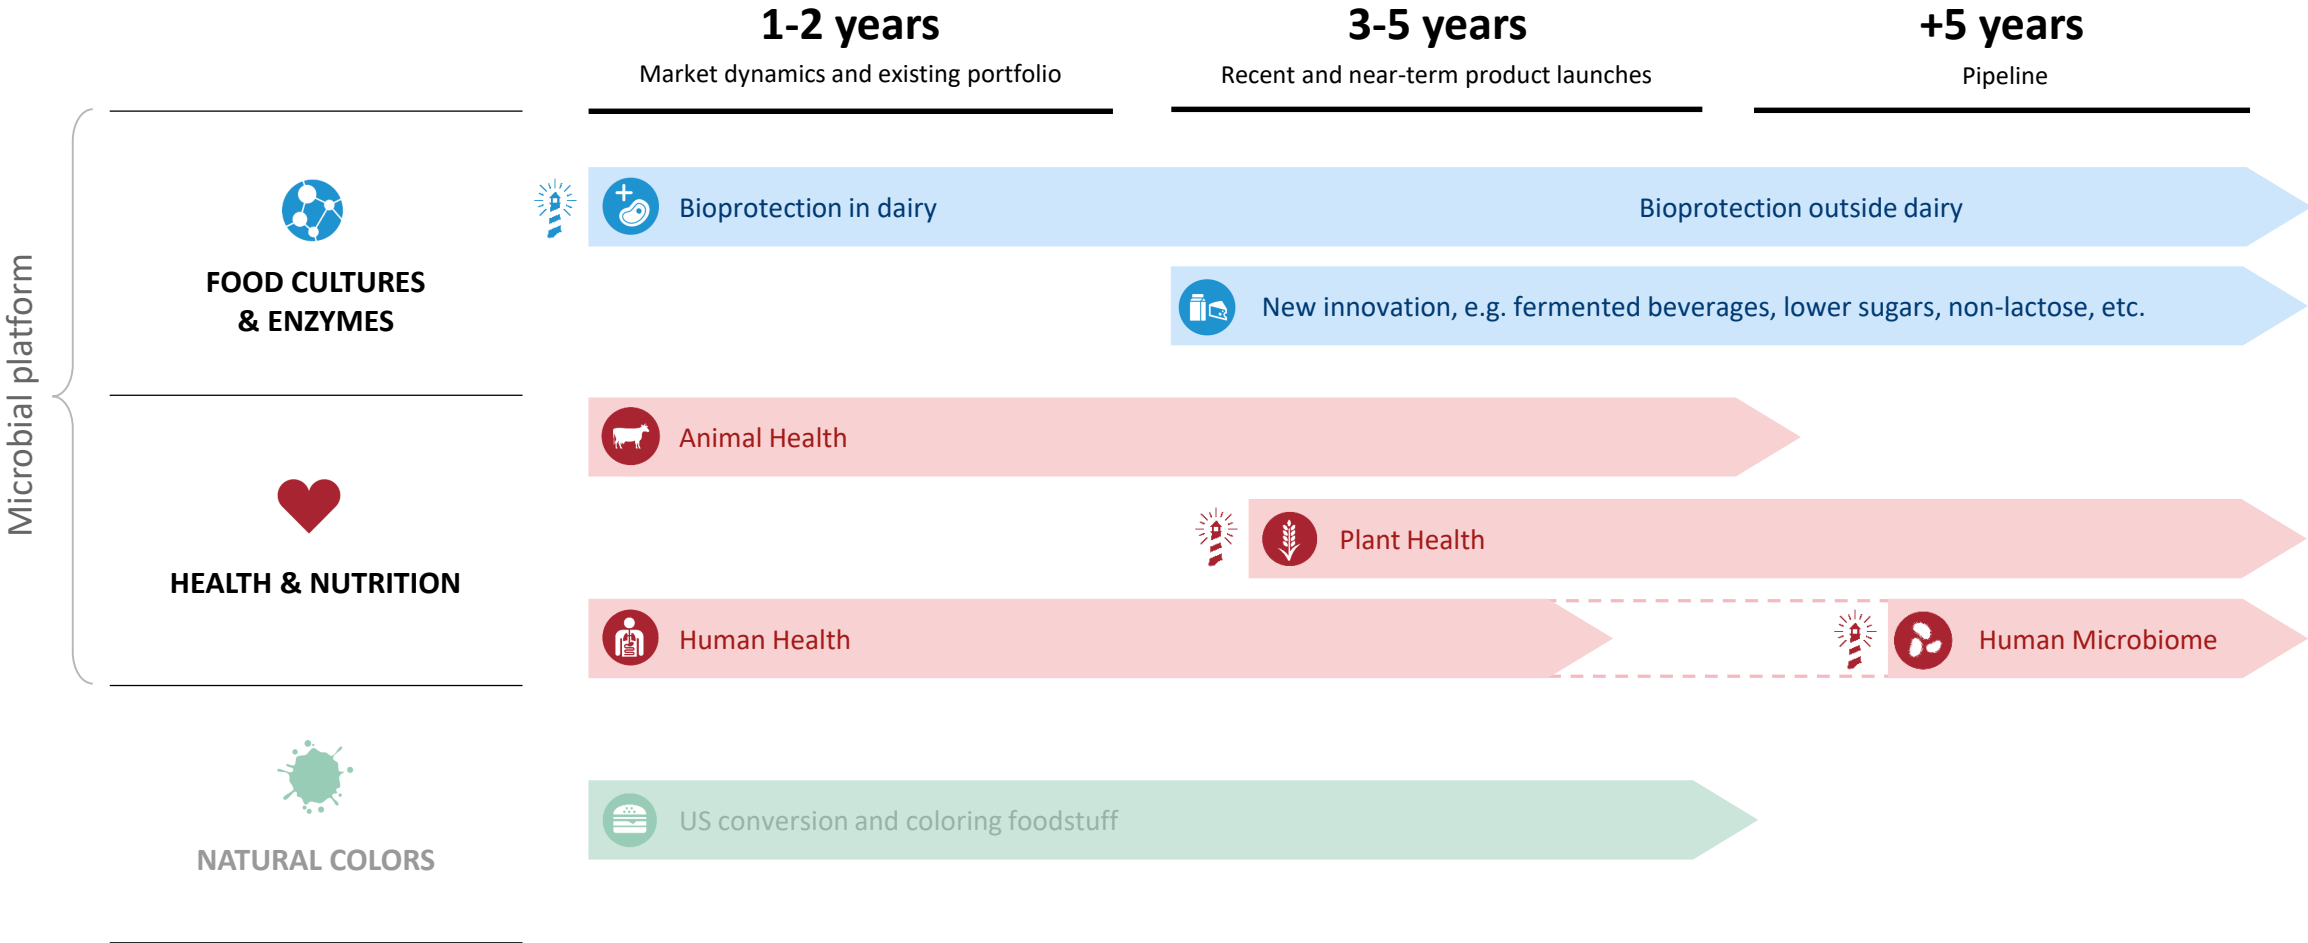 1-2 years
Market dynamics and existing portfolio
3-5 years
Recent and near-term product launches
+5 years
Pipeline
Microbial platform
FOOD CULTURES
& ENZYMES
Bioprotection in dairy
Bioprotection outside dairy
New innovation, e.g. fermented beverages, lower sugars, non-lactose, etc.
HEALTH & NUTRITION
Animal Health
Plant Health
Human Health
Human Microbiome
NATURAL COLORS
US conversion and coloring foodstuff